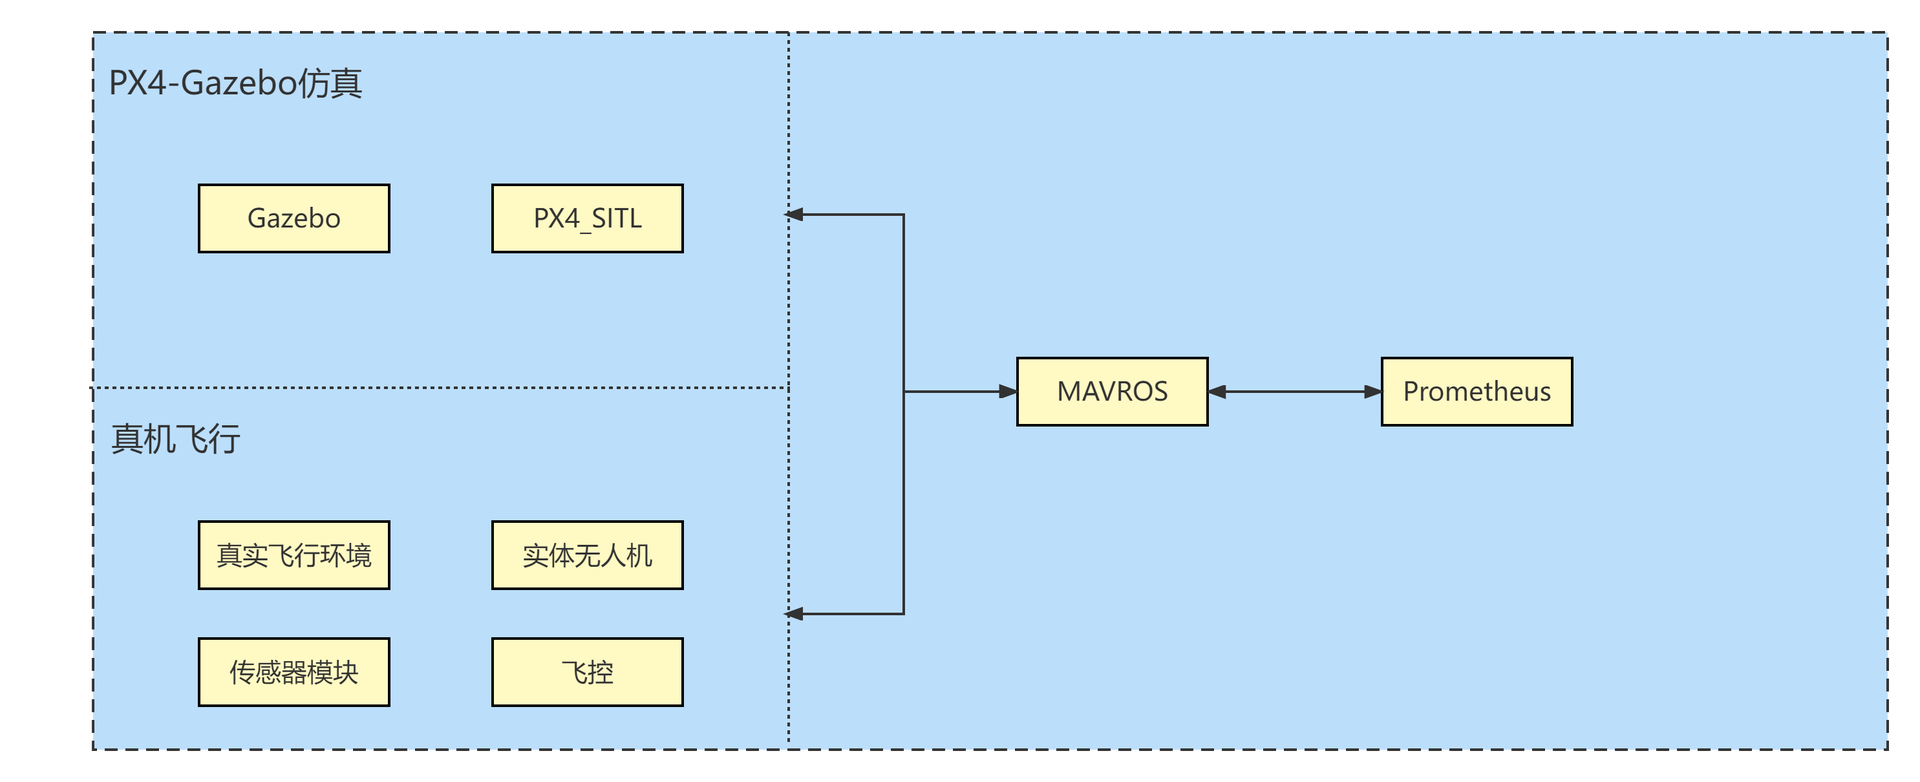 PX4-Gazebo仿真
Gazebo
PX4_SITL
MAVROS
Prometheus
真机飞行
真实飞行环境
实体无人机
传感器模块
飞控